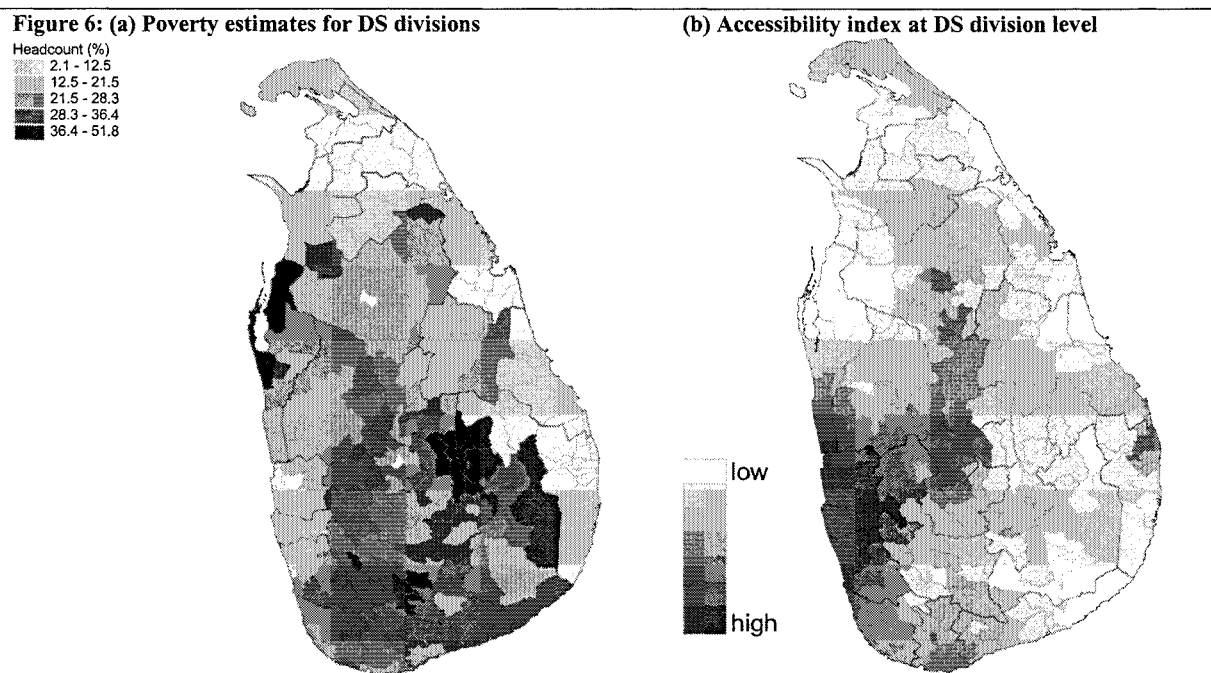 Figure 6: (a) Poverty estimates for DS divisions
(b) Accessibility index at DS division level
Headcount (%)
2.1 - 12.5
12.5 - 21.5
21.5 - 28.3
28.3 - 36.4
36.4 - 51.8
low
high